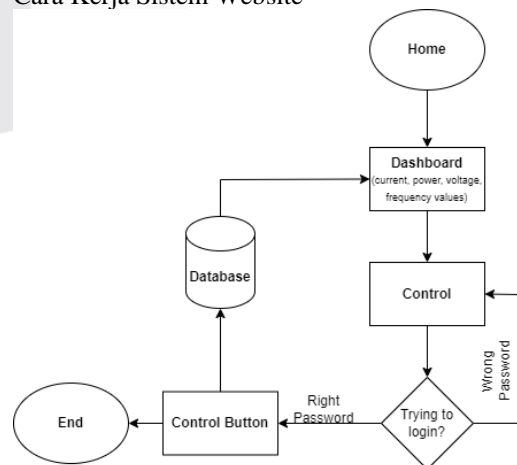 Cara Kerja Sistem Website
Home
Dashboard
(current, power, voltage,
frequency values)
Database
Control
Wrong
Password
Right
Password
Trying to
login?
Control Button
End